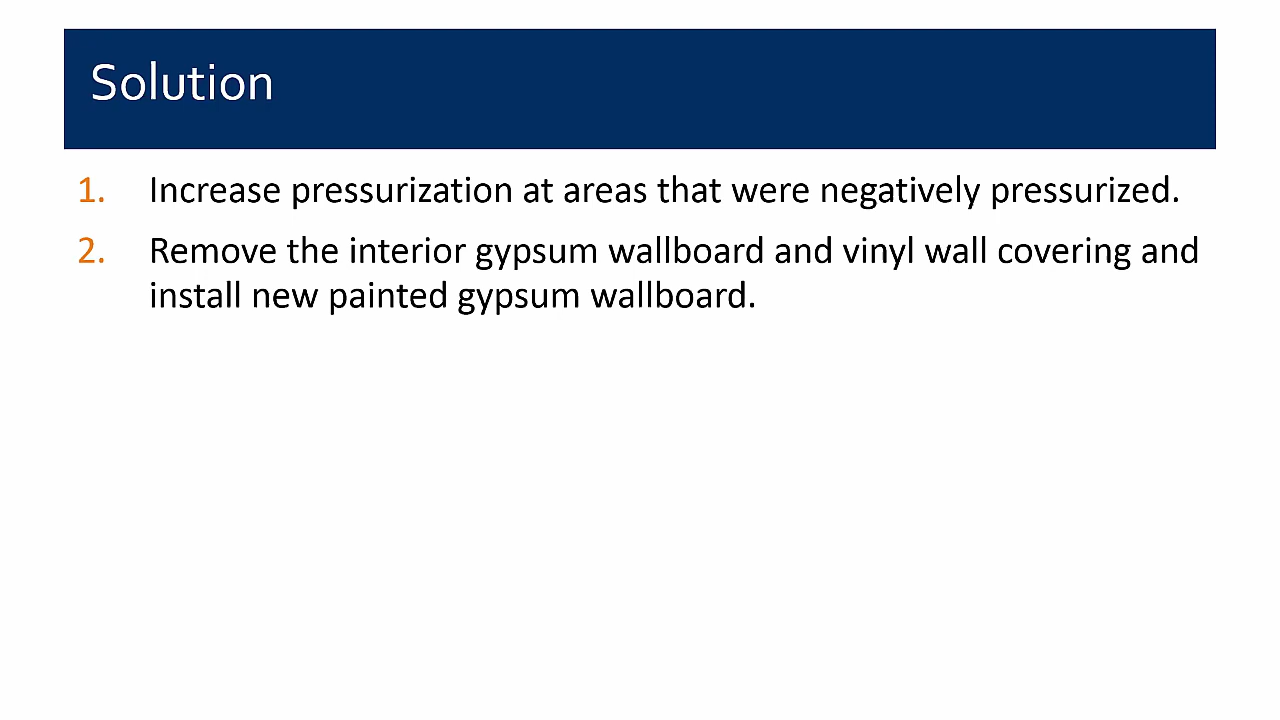 Solution
1. Increase pressurization at areas that were negatively pressurized.
2. Remove the interior gypsum wallboard and vinyl wall covering and
install new painted gypsum wallboard.